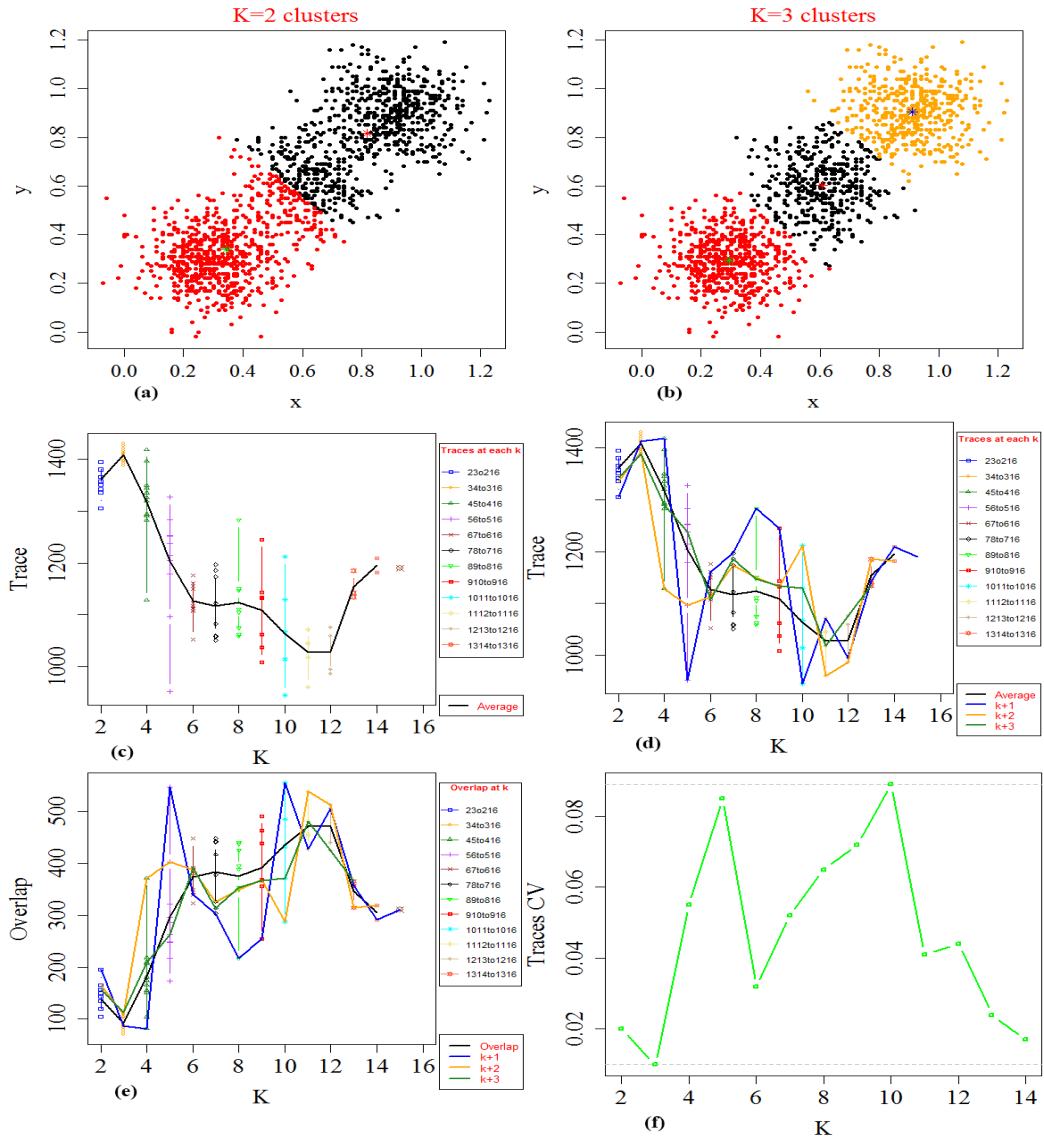 K=2 clusters
K=3 clusters
y
0.0 0.2 0.4 0.6 0.8 1.0 1.2
0.0 0.2 0.4 0.6 0.8 1.0 1.2
(a)
x
y
0.0 0.2 0.4 0.6 0.8 1.0 1.2
0.0 0.2 0.4 0.6 0.8 1.0 1.2
(b)
x
Trace
1000 1200 1400
2 4 6 8 10 12 14 16
(c)
K
Traces at each k
23o216
34to316
45to416
56to516
67to616
78to716
89to816
910to916
1011to1016
1112to1116
1213to1216
1314to1316
Average
Trace
1000 1200 1400
2 4 6 8 10 12 14 16
(d)
K
Traces at each k
23o216
34to316
45to416
56to516
67to616
78to716
89to816
910to916
1011to1016
1112to1116
1213to1216
1314to1316
Average
k+1
k+2
k+3
Overlap
100 200 300 400 500
2 4 6 8 10 12 14 16
(e)
K
Overlap at k
23o216
34to316
45to416
56to516
67to616
78to716
89to816
910to916
1011to1016
1112to1116
1213to1216
1314to1316
Overlap
k+1
k+2
k+3
Traces CV
0.02 0.04 0.06 0.08
2 4 6 8 10 12 14
(f)
K